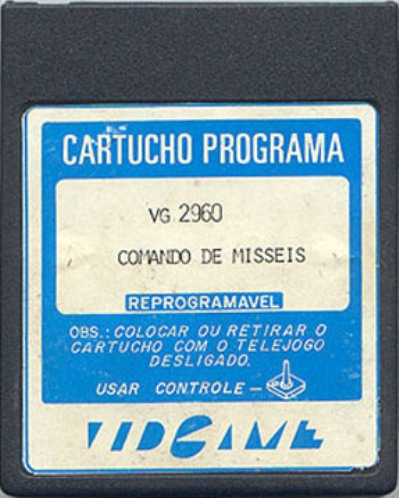 CARTUCHO PROGRAMA
VG 2960
COMANDO DE MISSEIS
REPROGRAMAVEL
OBS.: COLOCAR OU RETIRAR O
CARTUCHO COM O TELEJOGO
DESLIGADO.
USAR CONTROLE –
VIDGAME